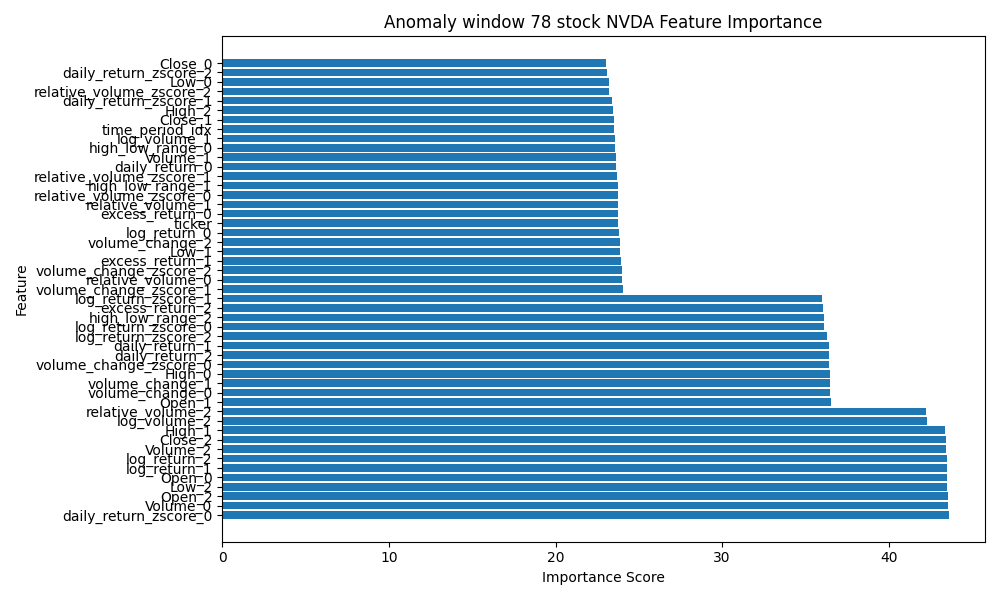 Anomaly window 78 stock NVDA Feature Importance
Close_0
daily_return_zscore_2
Low_0
relative_volume_zscore_2
daily_return_zscore_1
High_2
Close_1
time_period_idx
log_volume_1
high_low_range_0
Volume_1
daily_return_0
relative_volume_zscore_1
high_low_range_1
relative_volume_zscore_0
relative_volume_1
excess_return_0
ticker
log_return_0
volume_change_2
Low_1
excess_return_1
volume_change_zscore_2
relative_volume_0
volume_change_zscore_1
log_return_zscore_1
excess_return_2
high_low_range_2
log_return_zscore_0
log_return_zscore_2
daily_return_1
daily_return_2
volume_change_zscore_0
High_0
volume_change_1
volume_change_0
Open_1
relative_volume_2
log_volume_2
High_1
Close_2
Volume_2
log_return_2
log_return_1
Open_0
Low_2
Open_2
Volume_0
daily_return_zscore_0
Feature
0 10 20 30 40
Importance Score